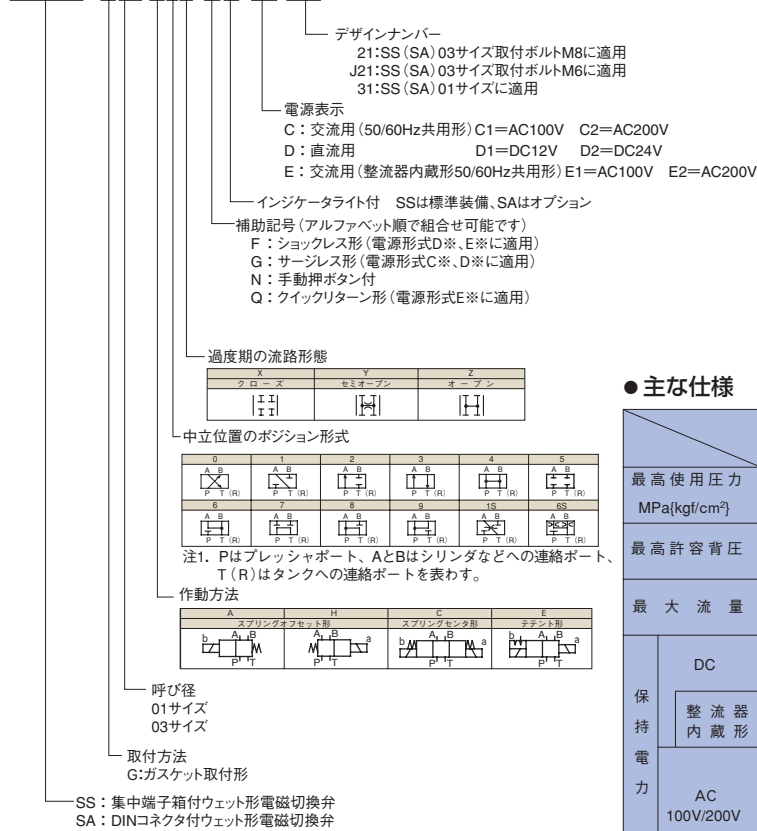 デザインナンバー
21:SS(SA)03サイズ取付ボルトM8に適用
J21:SS(SA)03サイズ取付ボルトM6に適用
31:SS(SA)01サイズに適用
電源表示
C:交流用(50/60Hz共用形)C1=AC100V C2=AC200V
D:直流用 D1=DC12V D2=DC24V
E:交流用(整流器内蔵形50/60Hz共用形)E1=AC100V E2=AC200V
インジケータライト付 SSは標準装備、SAはオプション
補助記号(アルファベット順で組合せ可能です)
F:ショックレス形(電源形式D※、E※に適用)
G:サージレス形(電源形式C※、D※に適用)
N:手動押ボタン付
Q:クイックリターン形(電源形式E※に適用)
過度期の流路形態
X Y Z
クローズ セミオープン オープン
中立位置のポジション形式
0 1 2 3 4 5
A B A B A B A B A B A B
P T (R) P T (R) P T (R) P T (R) P T (R) P T (R)
6 7 8 9 1S 6S
A B A B A B A B A B A B
P T (R) P T (R) P T (R) P T (R) P T (R) P T (R)
注1. Pはプレッシャポート、AとBはシリンダなどへの連絡ポート、
T(R)はタンクへの連絡ポートを表わす。
作動方法
A H C E
スプリングオフセット形 スプリングセンタ形 デテント形
b A B A B a b A B a b A B a
P T P T P T P T
呼び径
01サイズ
03サイズ
取付方法
G:ガスケット取付形
SS:集中端子箱付ウェット形電磁切換弁
SA:DINコネクタ付ウェット形電磁切換弁
●主な仕様
最高使用圧力
MPa{kgf/cm²}
最高許容背圧
最大流量
保持電力
DC
整流器
内蔵形
AC
100V/200V